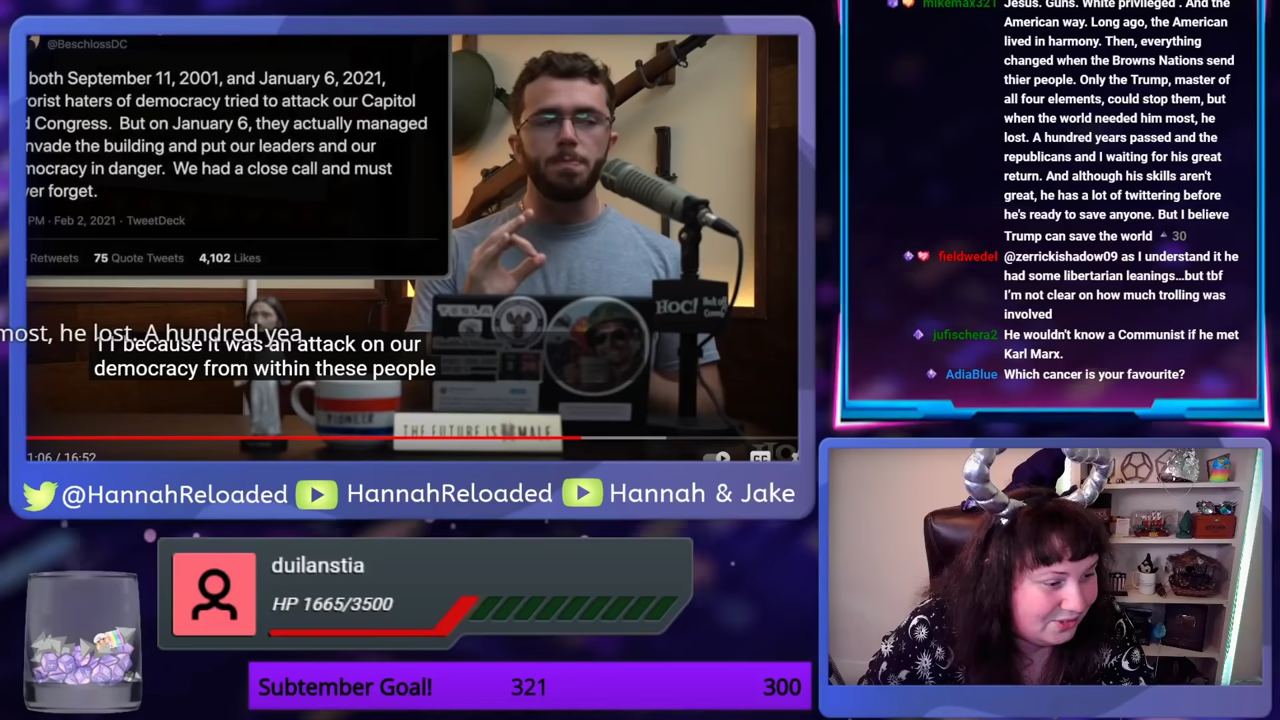 @BeschlossDC
both September 11, 2001, and January 6, 2021,
orist haters of democracy tried to attack our Capitol
Congress. But on January 6, they actually managed
nvade the building and put our leaders and our
mocracy in danger. We had a close call and must
er forget.
PM · Feb 2, 2021 · TweetDeck
Retweets 75 Quote Tweets 4,102 Likes
most, he lost. A hundred yea
because it was an attack on our
democracy from within these people
TESLA
HOC!
PIONEER
THE FUTURE IS MALE
1:06 / 16:52
CC
@HannahReloaded HannahReloaded Hannah & Jake
duilanstia
HP 1665/3500
Subtember Goal! 321 300
mikemax321 Jesus. Guns. White privileged . And the
American way. Long ago, the American
lived in harmony. Then, everything
changed when the Browns Nations send
thier people. Only the Trump, master of
all four elements, could stop them, but
when the world needed him most, he
lost. A hundred years passed and the
republicans and I waiting for his great
return. And although his skills aren't
great, he has a lot of twittering before
he's ready to save anyone. But I believe
Trump can save the world 30
fieldwedel @zerrickishadow09 as I understand it he
had some libertarian leanings…but tbf
I'm not clear on how much trolling was
involved
jufischera2 He wouldn't know a Communist if he met
Karl Marx.
AdiaBlue Which cancer is your favourite?